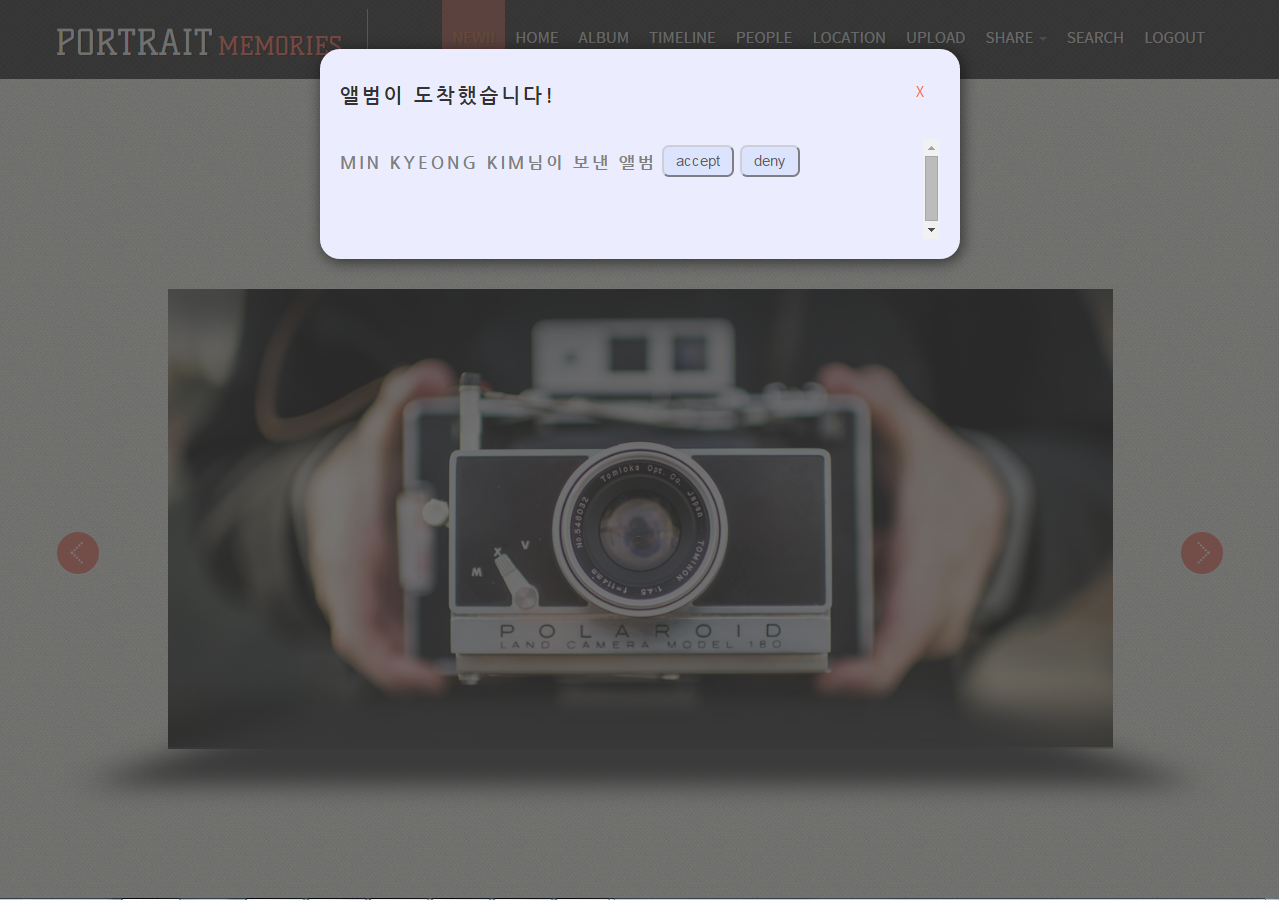 PORTRAIT MEMORIES
NEW!! HOME ALBUM TIMELINE PEOPLE LOCATION UPLOAD SHARE SEARCH LOGOUT
앨범이 도착했습니다!
X
MIN KYEONG KIM님이 보낸 앨범 accept deny
Tomioka Opt. Co. Japan
No.546032
TOMINON
1:4.5 f=114mm
V
X
M
POLAROID
LAND CAMERA MODEL 180